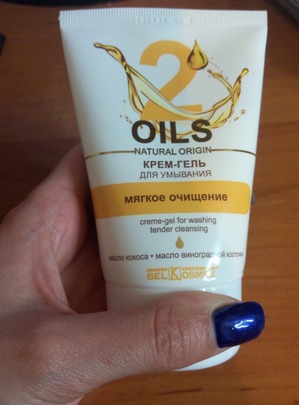 2
OILS
NATURAL ORIGIN
КРЕМ-ГЕЛЬ
ДЛЯ УМЫВАНИЯ
МЯГКОЕ ОЧИЩЕНИЕ
creme-gel for washing
tender cleansing
масло кокоса • масло виноградной косточки
BELKOSMEX